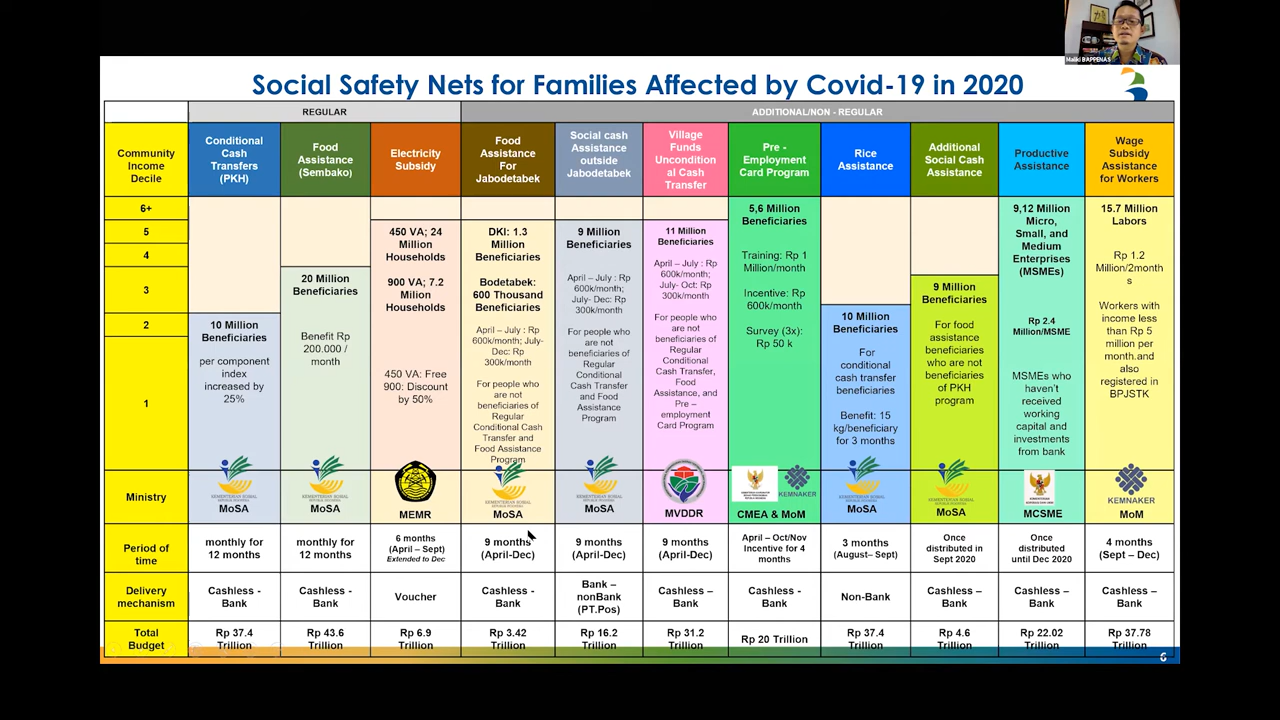 Maliki BAPPENAS
Social Safety Nets for Families Affected by Covid-19 in 2020
REGULAR
ADDITIONAL/NON - REGULAR
Community
Income
Decile
Conditional
Cash
Transfers
(PKH)
Food
Assistance
(Sembako)
Electricity
Subsidy
Food
Assistance
For
Jabodetabek
Social cash
Assistance
outside
Jabodetabek
Village
Funds
Uncondition
al Cash
Transfer
Pre -
Employment
Card Program
Rice
Assistance
Additional
Social Cash
Assistance
Productive
Assistance
Wage
Subsidy
Assistance
for Workers
6+
5
4
3
2
1
10 Million
Beneficiaries
per component
index
increased by
25%
20 Million
Beneficiaries
Benefit Rp
200.000 /
month
450 VA; 24
Million
Households
900 VA; 7.2
Milion
Households
450 VA: Free
900: Discount
by 50%
DKI: 1.3
Million
Beneficiaries
Bodetabek:
600 Thousand
Beneficiaries
April – July : Rp
600k/month; July-
Dec: Rp
300k/month
For people who
are not
beneficiaries of
Regular
Conditional Cash
Transfer and
Food Assistance
Program
9 Million
Beneficiaries
April – July : Rp
600k/month;
July- Dec: Rp
300k/month
For people who
are not
beneficiaries of
Regular
Conditional
Cash Transfer
and Food
Assistance
Program
11 Million
Beneficiaries
April – July : Rp
600k/month;
July- Oct: Rp
300k/month
For people who
are not
beneficiaries of
Regular
Conditional
Cash Transfer,
Food
Assistance, and
Pre –
employment
Card Program
5,6 Million
Beneficiaries
Training: Rp 1
Million/month
Incentive: Rp
600k/month
Survey (3x):
Rp 50 k
10 Million
Beneficiaries
For
conditional
cash transfer
beneficiaries
Benefit: 15
kg/beneficiary
for 3 months
9 Million
Beneficiaries
For food
assistance
beneficiaries
who are not
beneficiaries
of PKH
program
9,12 Million
Micro,
Small, and
Medium
Enterprises
(MSMEs)
Rp 2.4
Million/MSME
MSMEs who
haven't
received
working
capital and
investments
from bank
15.7 Million
Labors
Rp 1.2
Million/2month
s
Workers with
income less
than Rp 5
million per
month.and
also
registered in
BPJSTK
Ministry
KEMENTERIAN SOSIAL
MoSA
KEMENTERIAN SOSIAL
MoSA
MEMR
KEMENTERIAN SOSIAL
MoSA
KEMENTERIAN SOSIAL
MoSA
MVDDR
KEMNAKER
CMEA & MoM
KEMENTERIAN SOSIAL
MoSA
KEMENTERIAN SOSIAL
MoSA
MCSME
KEMNAKER
MoM
Period of
time
monthly for
12 months
monthly for
12 months
6 months
(April – Sept)
Extended to Dec
9 months
(April-Dec)
9 months
(April-Dec)
9 months
(April-Dec)
April – Oct/Nov
Incentive for 4
months
3 months
(August– Sept)
Once
distributed in
Sept 2020
Once
distributed
until Dec 2020
4 months
(Sept – Dec)
Delivery
mechanism
Cashless -
Bank
Cashless -
Bank
Voucher
Cashless -
Bank
Bank –
nonBank
(PT.Pos)
Cashless –
Bank
Cashless -
Bank
Non-Bank
Cashless –
Bank
Cashless –
Bank
Cashless –
Bank
Total
Budget
Rp 37.4
Trillion
Rp 43.6
Trillion
Rp 6.9
Trillion
Rp 3.42
Trillion
Rp 16.2
Trillion
Rp 31.2
Trillion
Rp 20 Trillion
Rp 37.4
Trillion
Rp 4.6
Trillion
Rp 22.02
Trillion
Rp 37.78
Trillion
6